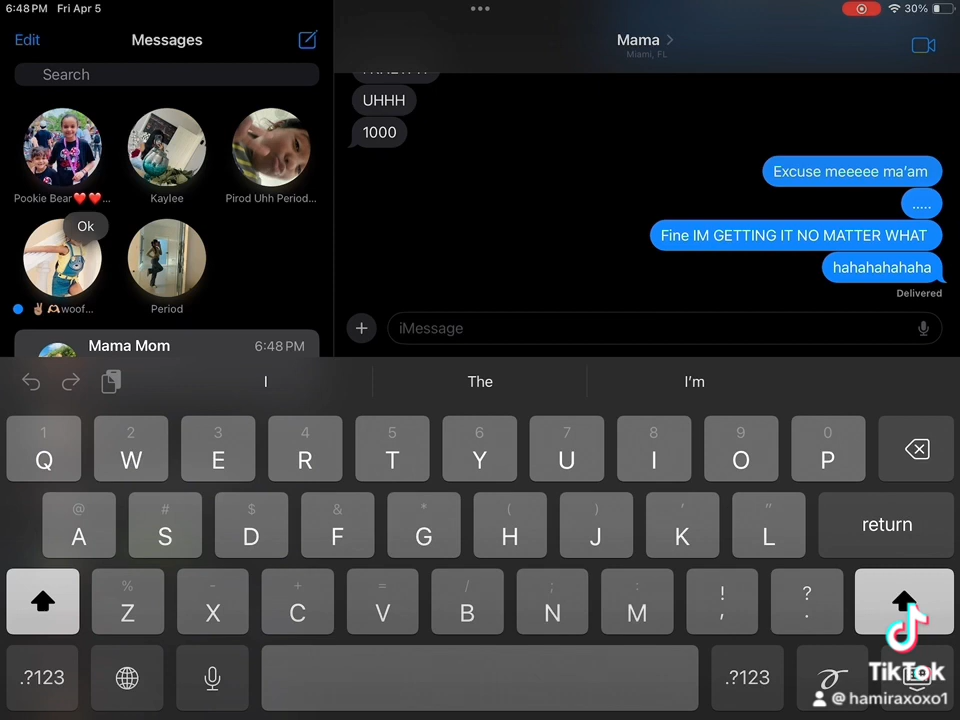 6:48 PM Fri Apr 5
30%
Edit
Messages
Search
Pookie Bear❤️❤️...
Kaylee
Pirod Uhh Period...
Ok
✌🏽🫶🏽woof...
Period
Mama Mom
6:48 PM
Mama
Miami, FL
UHHH
1000
Excuse meeeee ma’am
.....
Fine IM GETTING IT NO MATTER WHAT
hahahahahaha
Delivered
iMessage
I The I’m
1 2 3 4 5 6 7 8 9 0
Q W E R T Y U I O P
@ # $ & * ( ) ' "
A S D F G H J K L return
% - + = / ; : ! ?
Z X C V B N M , .
.?123 .?123
TikTok
@hamiraxoxo1